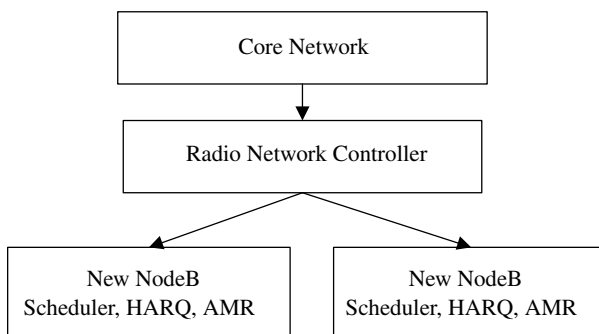 Core Network
Radio Network Controller
New NodeB
Scheduler, HARQ, AMR
New NodeB
Scheduler, HARQ, AMR